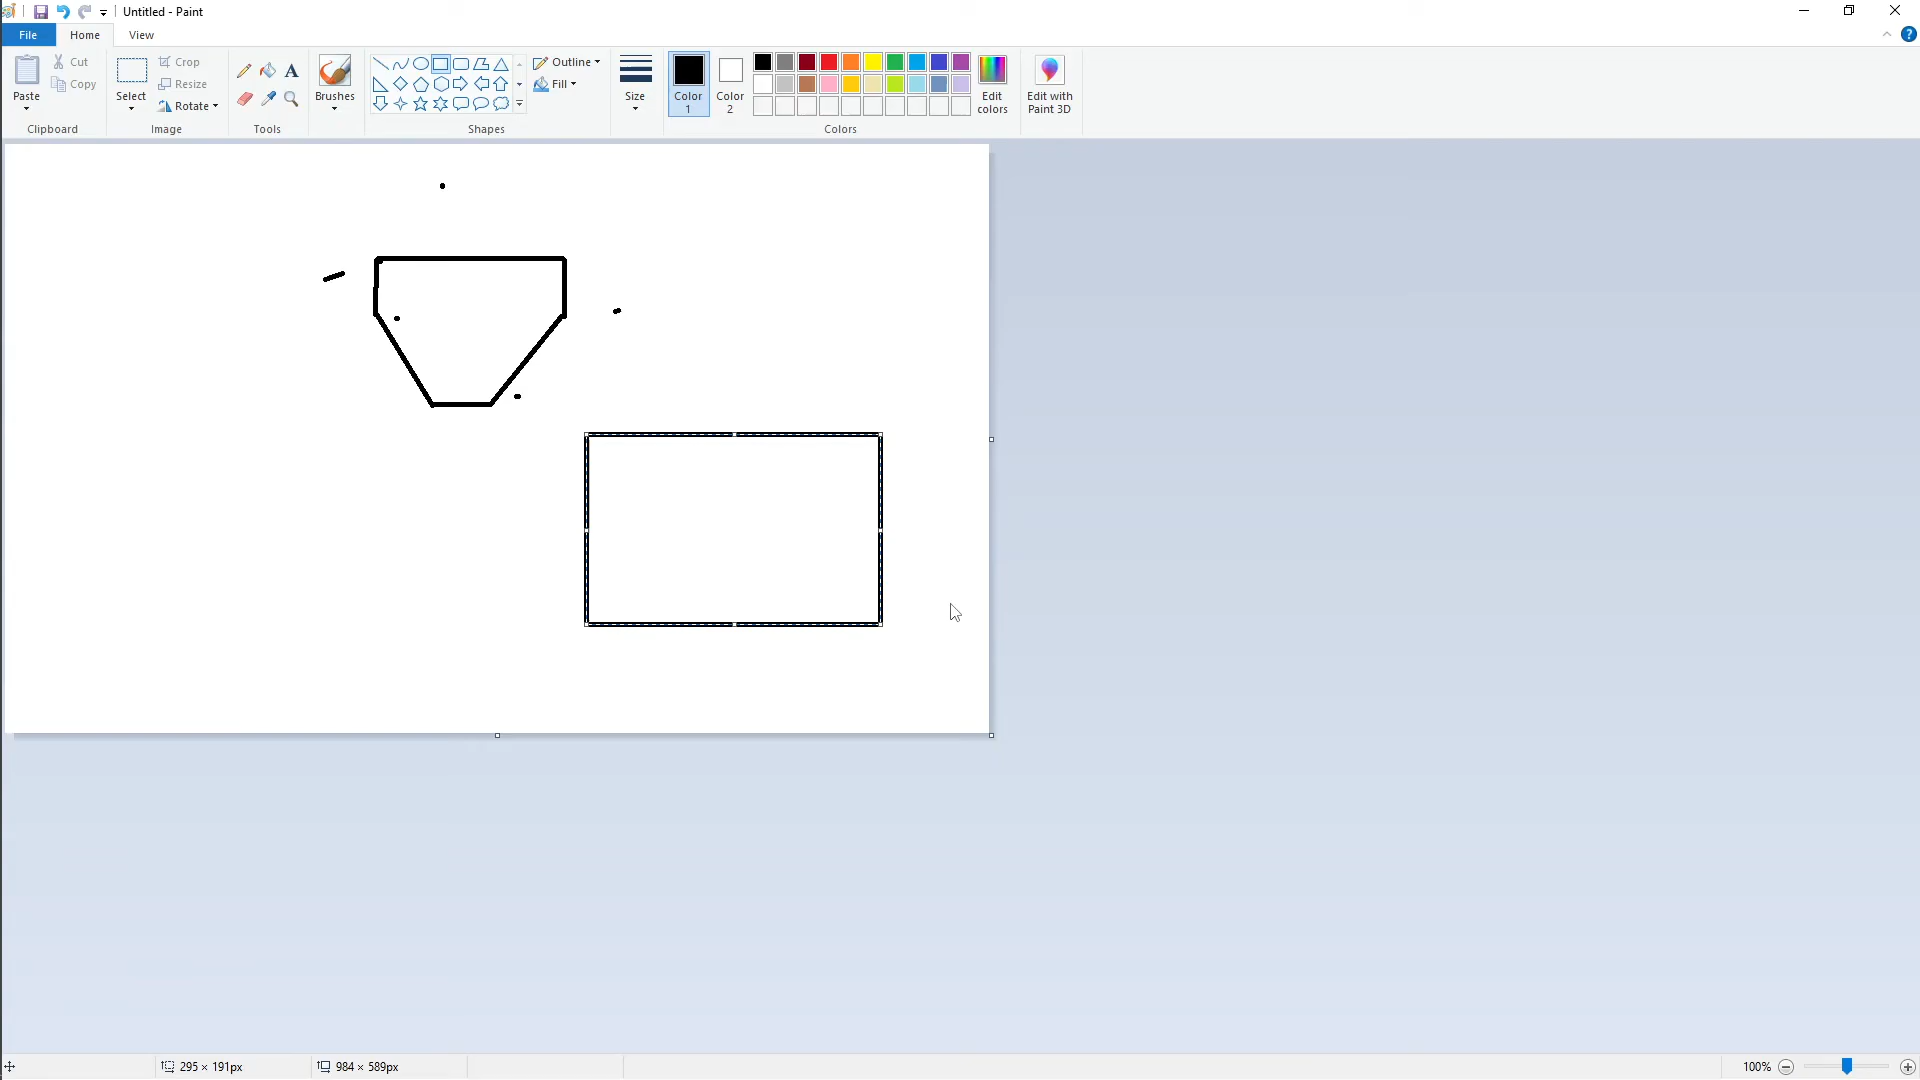 Untitled - Paint
File
Home
View
Paste
Cut
Copy
Clipboard
Select
Crop
Resize
Rotate
Image
A
Tools
Brushes
Shapes
Outline
Fill
Size
Color
1
Color
2
Colors
Edit
colors
Edit with
Paint 3D
?
295 × 191px
984 × 589px
100%